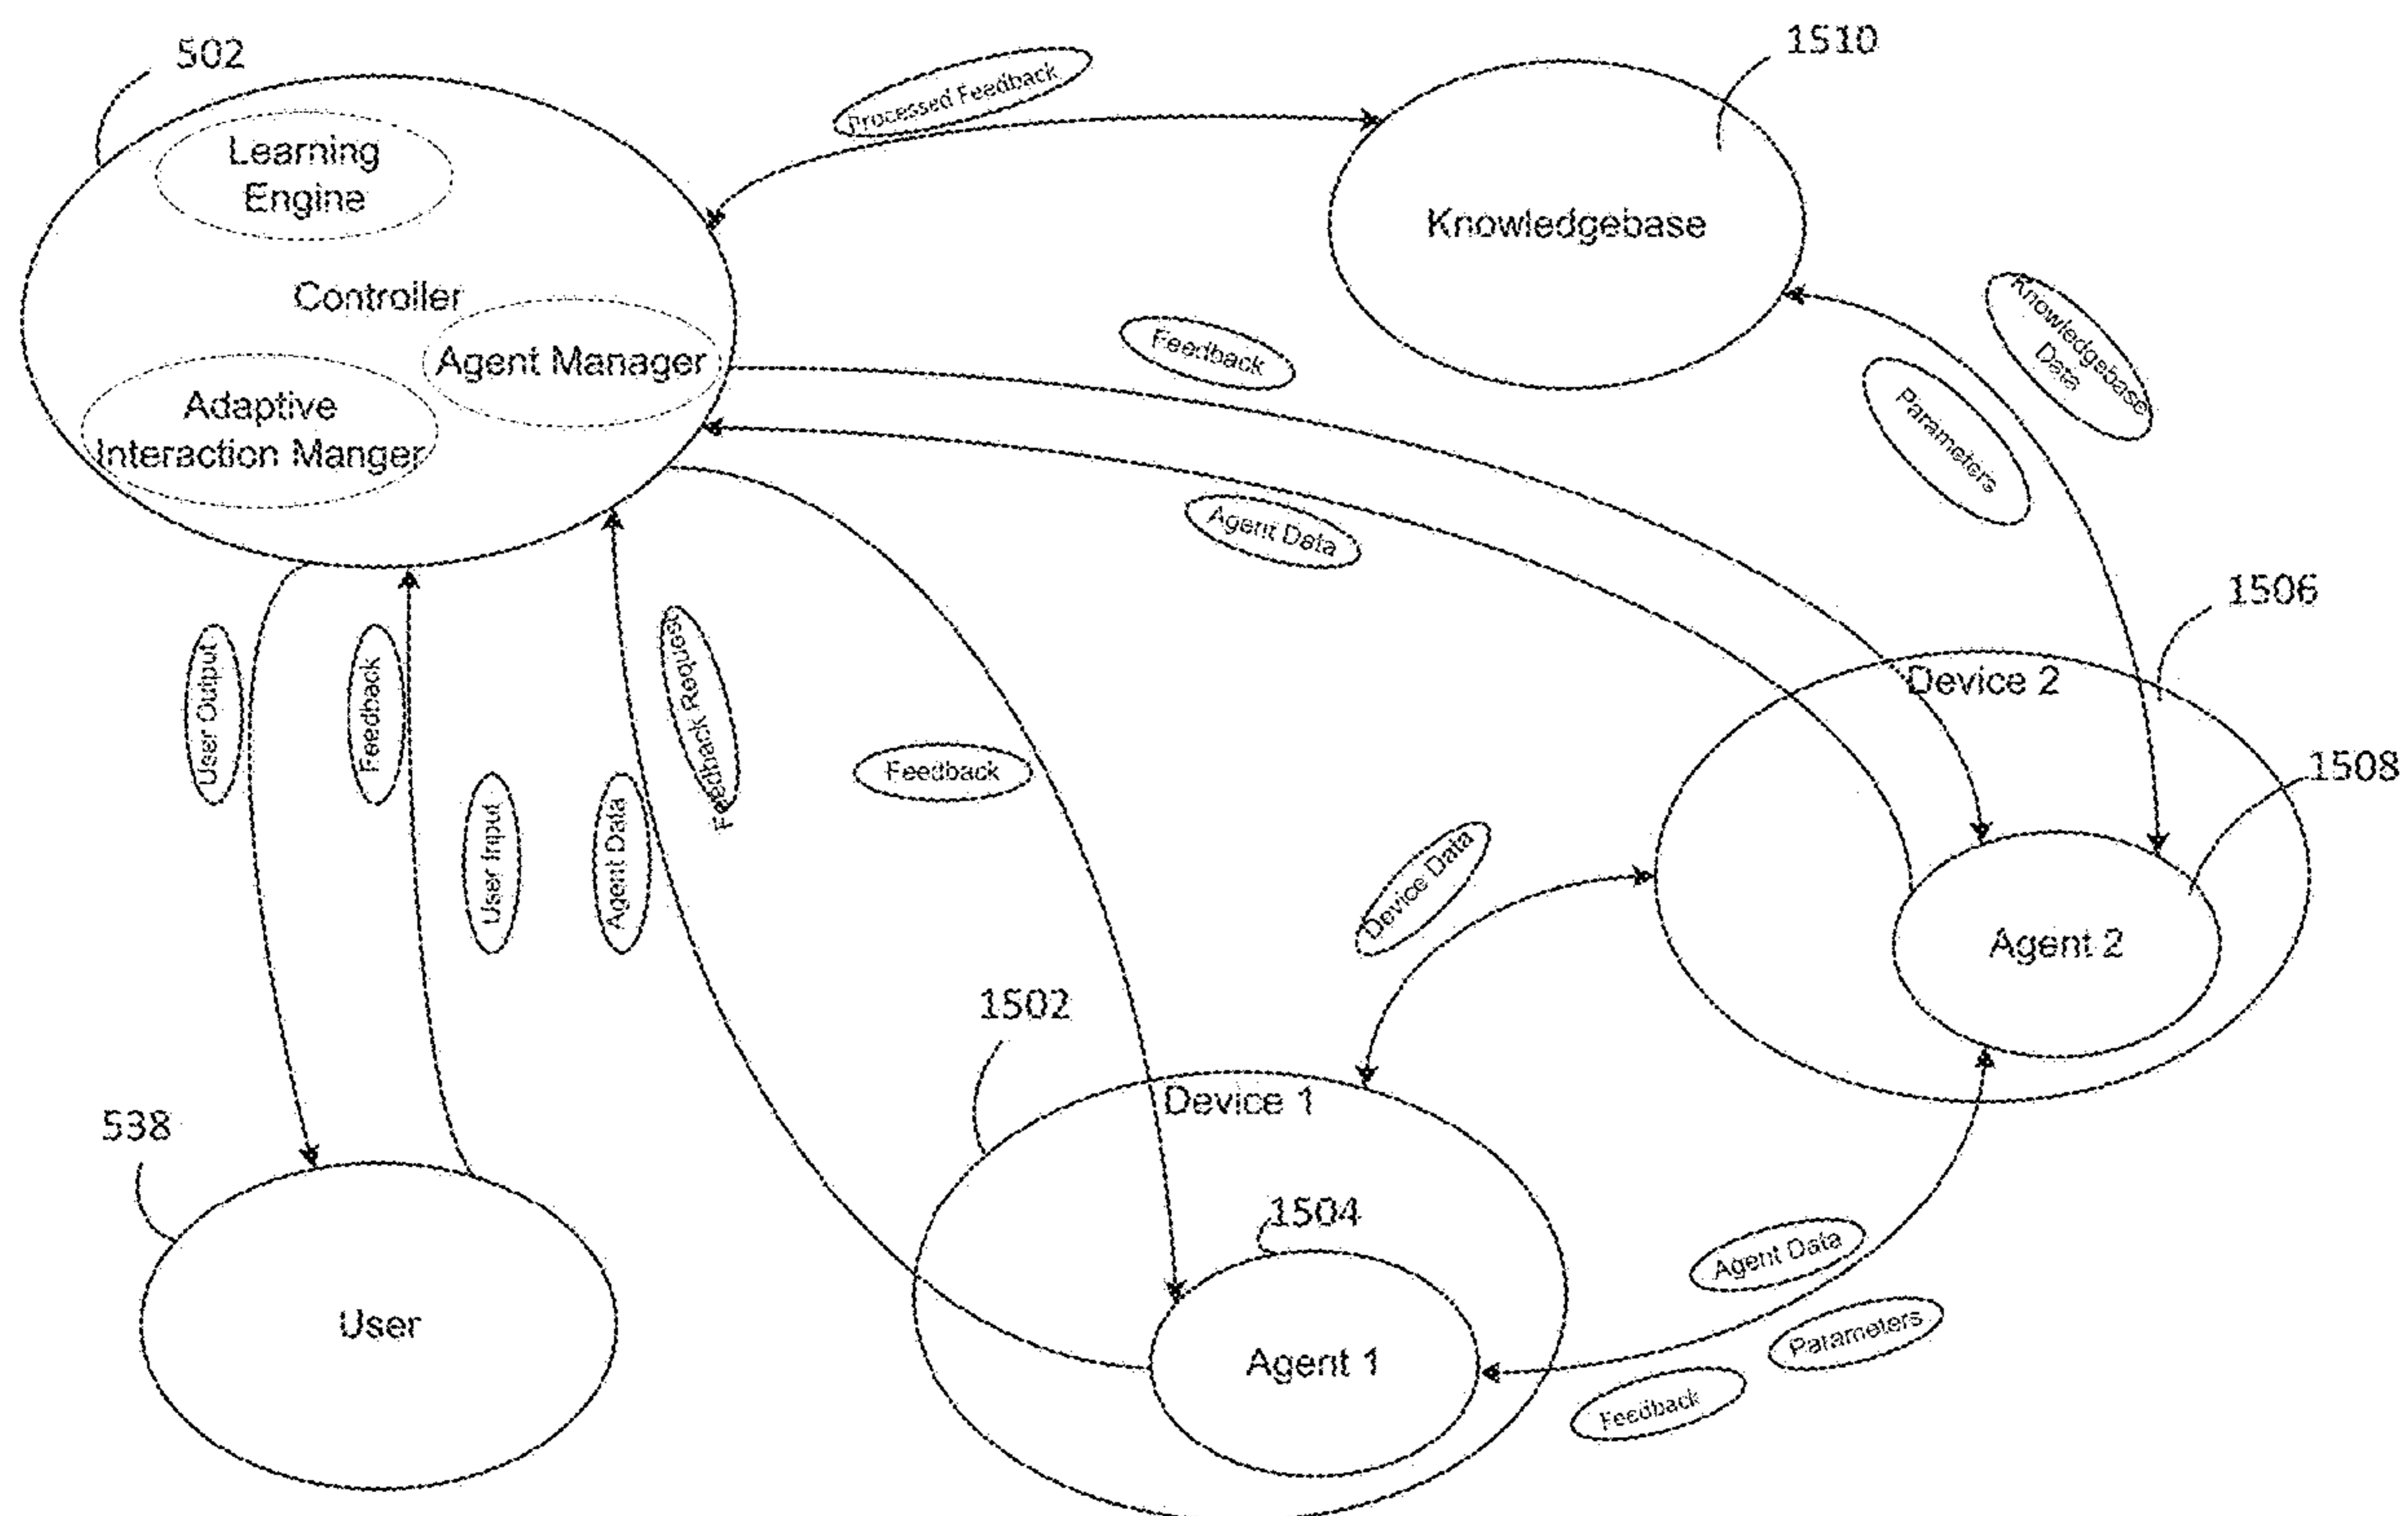 502
1510
Processed Feedback
Learning
Engine
Controller
Agent Manager
Adaptive
Interaction Manger
Knowledgebase
Knowledgebase
Data
Parameters
Feedback
Agent Data
1506
Device 2
1508
Agent 2
User Output
Feedback
User Input
Agent Data
Feedback Request
Feedback
Device Data
1502
Device 1
1504
Agent 1
538
User
Agent Data
Parameters
Feedback